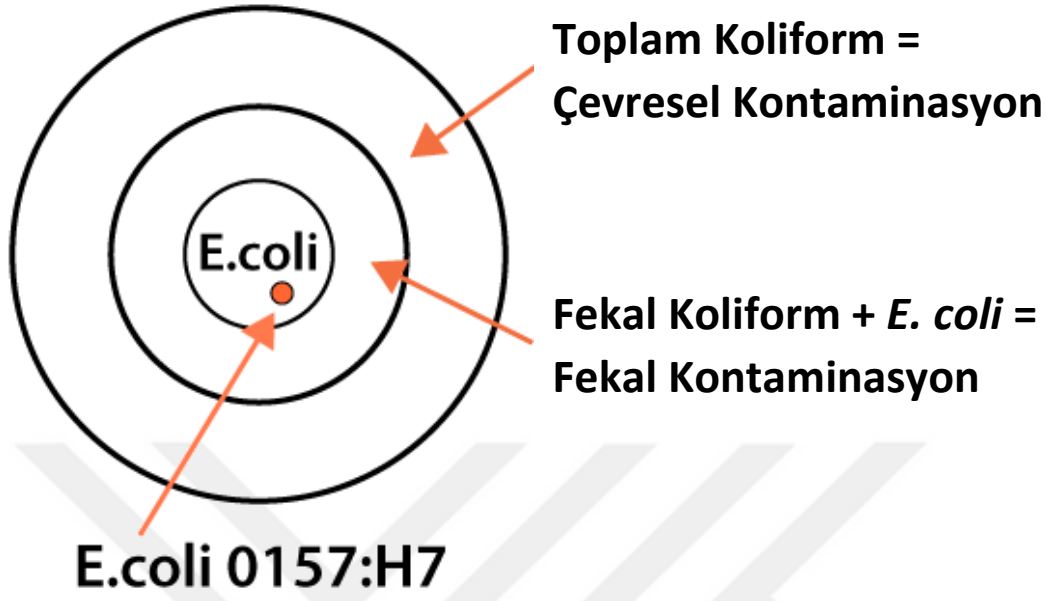 Toplam Koliform =
Çevresel Kontaminasyon
E.coli
Fekal Koliform + E. coli =
Fekal Kontaminasyon
E.coli 0157:H7